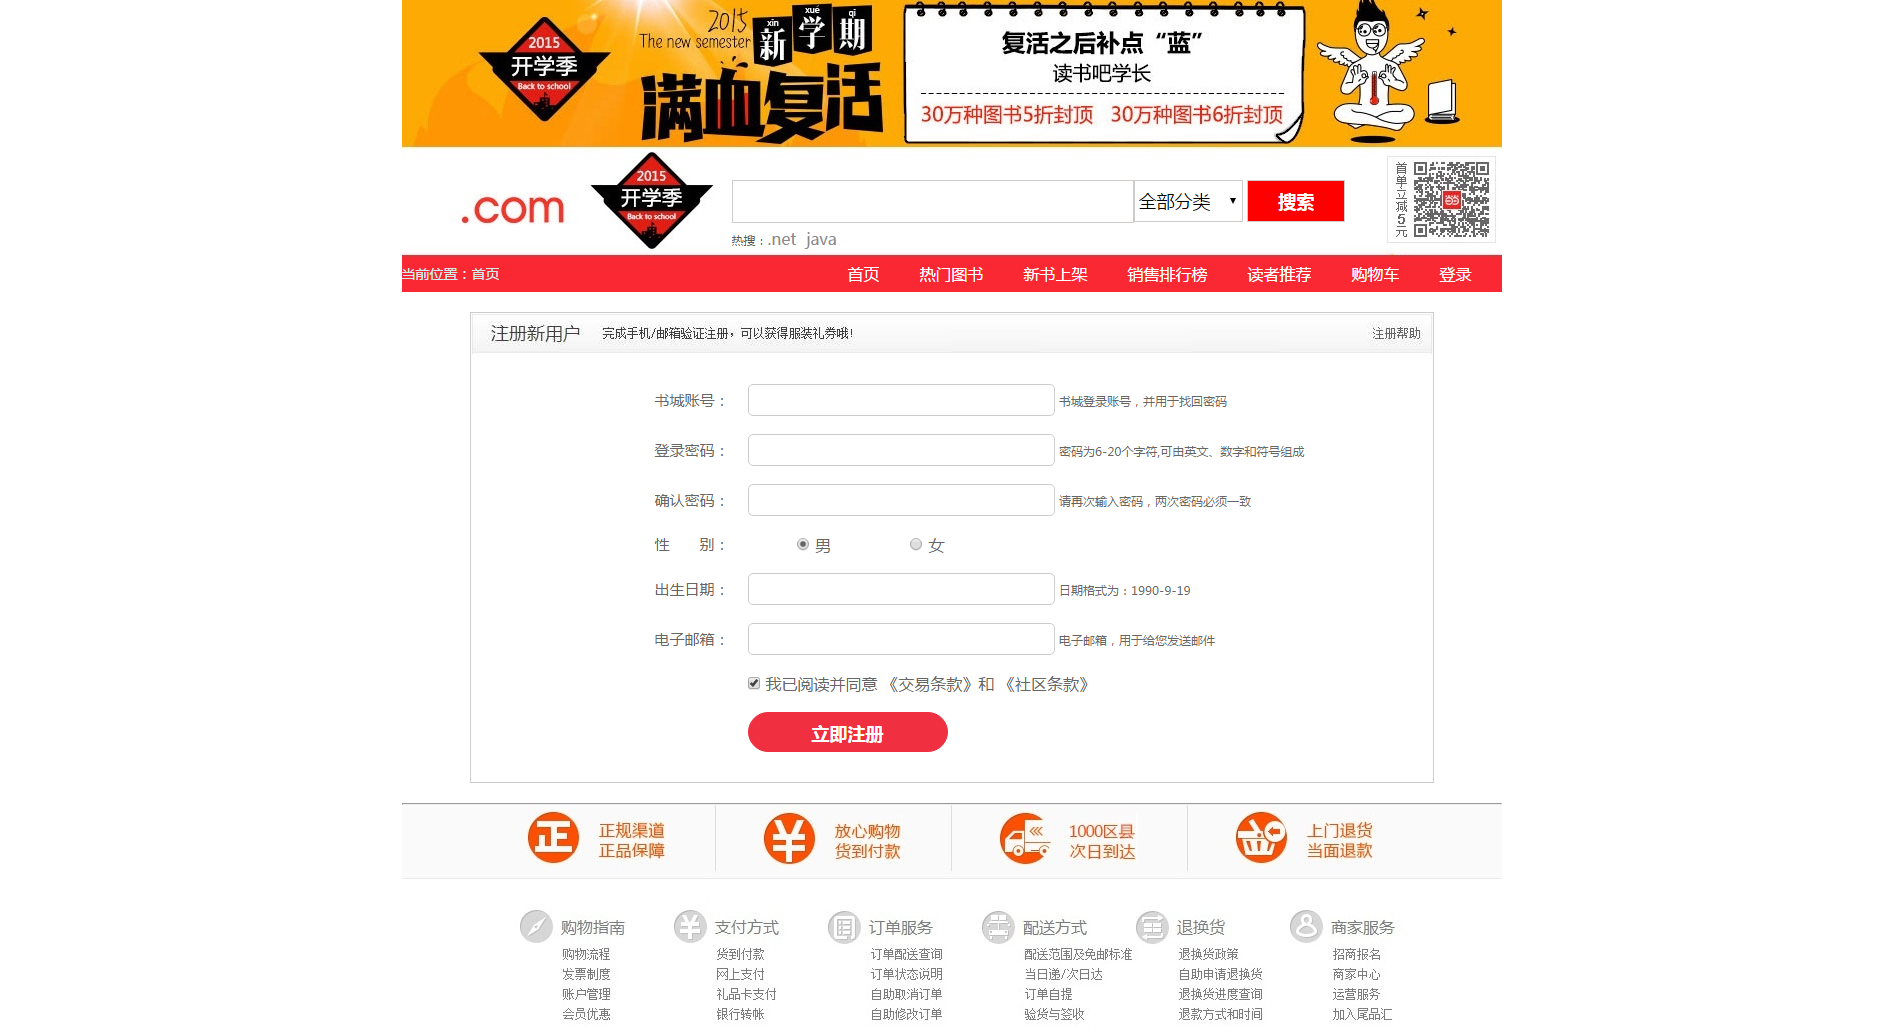 2015
开学季
Back to school
2015
The new semester
xīn xué qī
新学期
满血复活
复活之后补点“蓝”
读书吧学长
30万种图书5折封顶 30万种图书6折封顶
.com
2015
开学季
Back to school
全部分类
搜索
热搜：.net java
首单立减5元
当当
当前位置：首页
首页 热门图书 新书上架 销售排行榜 读者推荐 购物车 登录
注册新用户 完成手机/邮箱验证注册，可以获得服装礼券哦！ 注册帮助
书城账号： 书城登录账号，并用于找回密码
登录密码： 密码为6-20个字符,可由英文、数字和符号组成
确认密码： 请再次输入密码，两次密码必须一致
性 别： 男 女
出生日期： 日期格式为：1990-9-19
电子邮箱： 电子邮箱，用于给您发送邮件
我已阅读并同意 《交易条款》和 《社区条款》
立即注册
正 正规渠道
正品保障
¥ 放心购物
货到付款
1000区县
次日到达
上门退货
当面退款
购物指南 ¥ 支付方式 订单服务 配送方式 退换货 商家服务
购物流程 货到付款 订单配送查询 配送范围及免邮标准 退换货政策 招商报名
发票制度 网上支付 订单状态说明 当日递/次日达 自助申请退换货 商家中心
账户管理 礼品卡支付 自助取消订单 订单自提 退换货进度查询 运营服务
会员优惠 银行转帐 自助修改订单 验货与签收 退款方式和时间 加入尾品汇